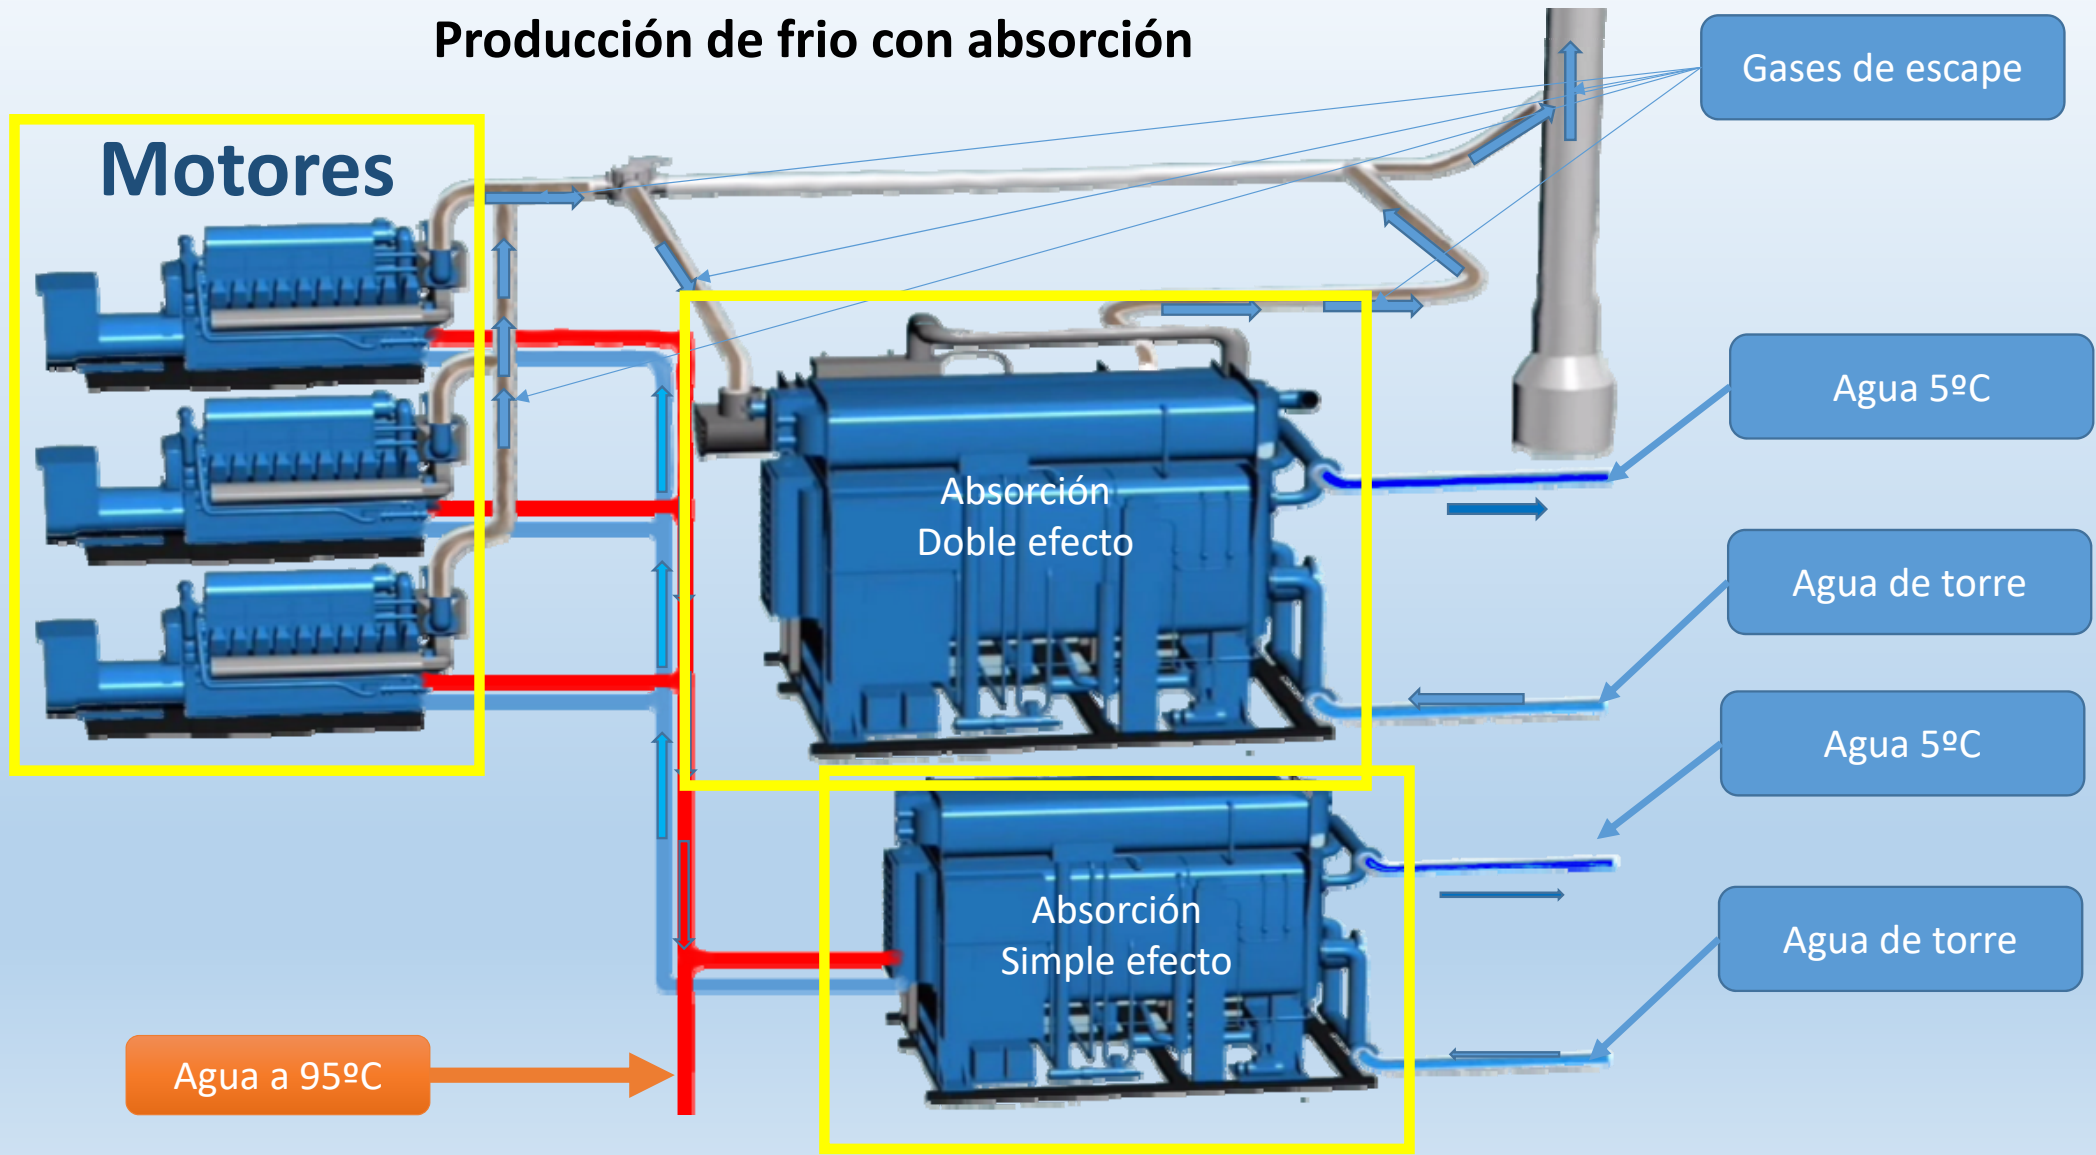 Producción de frio con absorción
Gases de escape
Motores
Agua 5ºC
Absorción
Doble efecto
Agua de torre
Agua 5ºC
Absorción
Simple efecto
Agua de torre
Agua a 95ºC